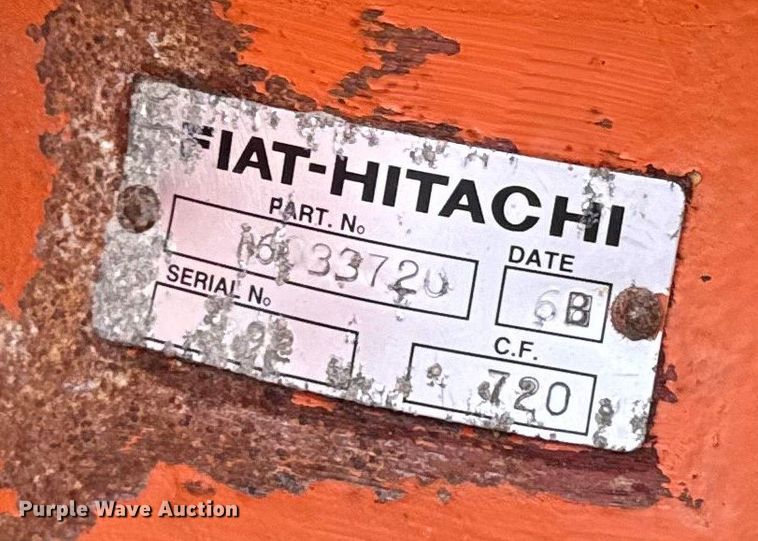 FIAT-HITACHI
PART. No
DATE
6B
SERIAL No
C.F.
720
Purple Wave Auction